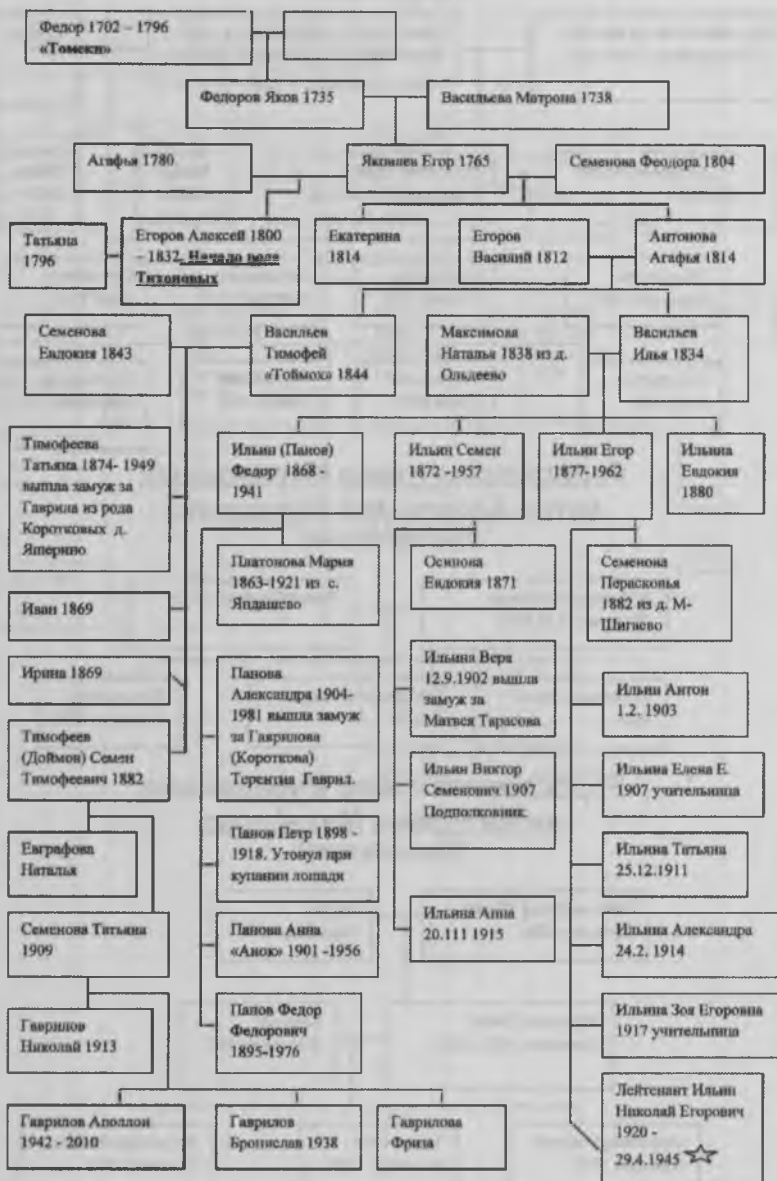 Федор 1702 – 1796
«Томеки»
Федоров Яков 1735
Васильева Матрона 1738
Агафья 1780
Яковлев Егор 1765
Семенова Феодора 1804
Татьяна
1796
Егоров Алексей 1800
- 1832. Начало рода
Тихоновых
Екатерина
1814
Егоров
Василий 1812
Антонова
Агафья 1814
Семенова
Евдокия 1843
Васильев
Тимофей
«Тоймох» 1844
Максимова
Наталья 1838 из д.
Ольдеево
Васильев
Илья 1834
Тимофеева
Татьяна 1874- 1949
вышла замуж за
Гаврила из рода
Коротковых д.
Яперино
Ильин (Панов)
Федор 1868 -
1941
Ильин Семен
1872 -1957
Ильин Егор
1877-1962
Ильина
Евдокия
1880
Платонова Мария
1863-1921 из с.
Яндашево
Осипова
Евдокия 1871
Семенова
Перасковья
1882 из д. М-
Шигаево
Иван 1869
Ирина 1869
Панова
Александра 1904-
1981 вышла замуж
за Гаврилова
(Короткова)
Терентия Гаврил.
Ильина Вера
12.9.1902 вышла
замуж за
Матвея Тарасова
Ильин Антон
1.2. 1903
Тимофеев
(Доймов) Семен
Тимофеевич 1882
Ильин Виктор
Семенович 1907
Подполковник
Ильина Елена Е.
1907 учительница
Евграфова
Наталья
Панов Петр 1898 -
1918. Утонул при
купании лошади
Ильина Татьяна
25.12.1911
Семенова Татьяна
1909
Панова Анна
«Анок» 1901 -1956
Ильина Анна
20.111 1915
Ильина Александра
24.2. 1914
Гаврилов
Николай 1913
Панов Федор
Федорович
1895-1976
Ильина Зоя Егоровна
1917 учительница
Гаврилов Аполлон
1942 - 2010
Гаврилов
Бронислав 1938
Гаврилова
Фриза
Лейтенант Ильин
Николай Егорович
1920 -
29.4.1945